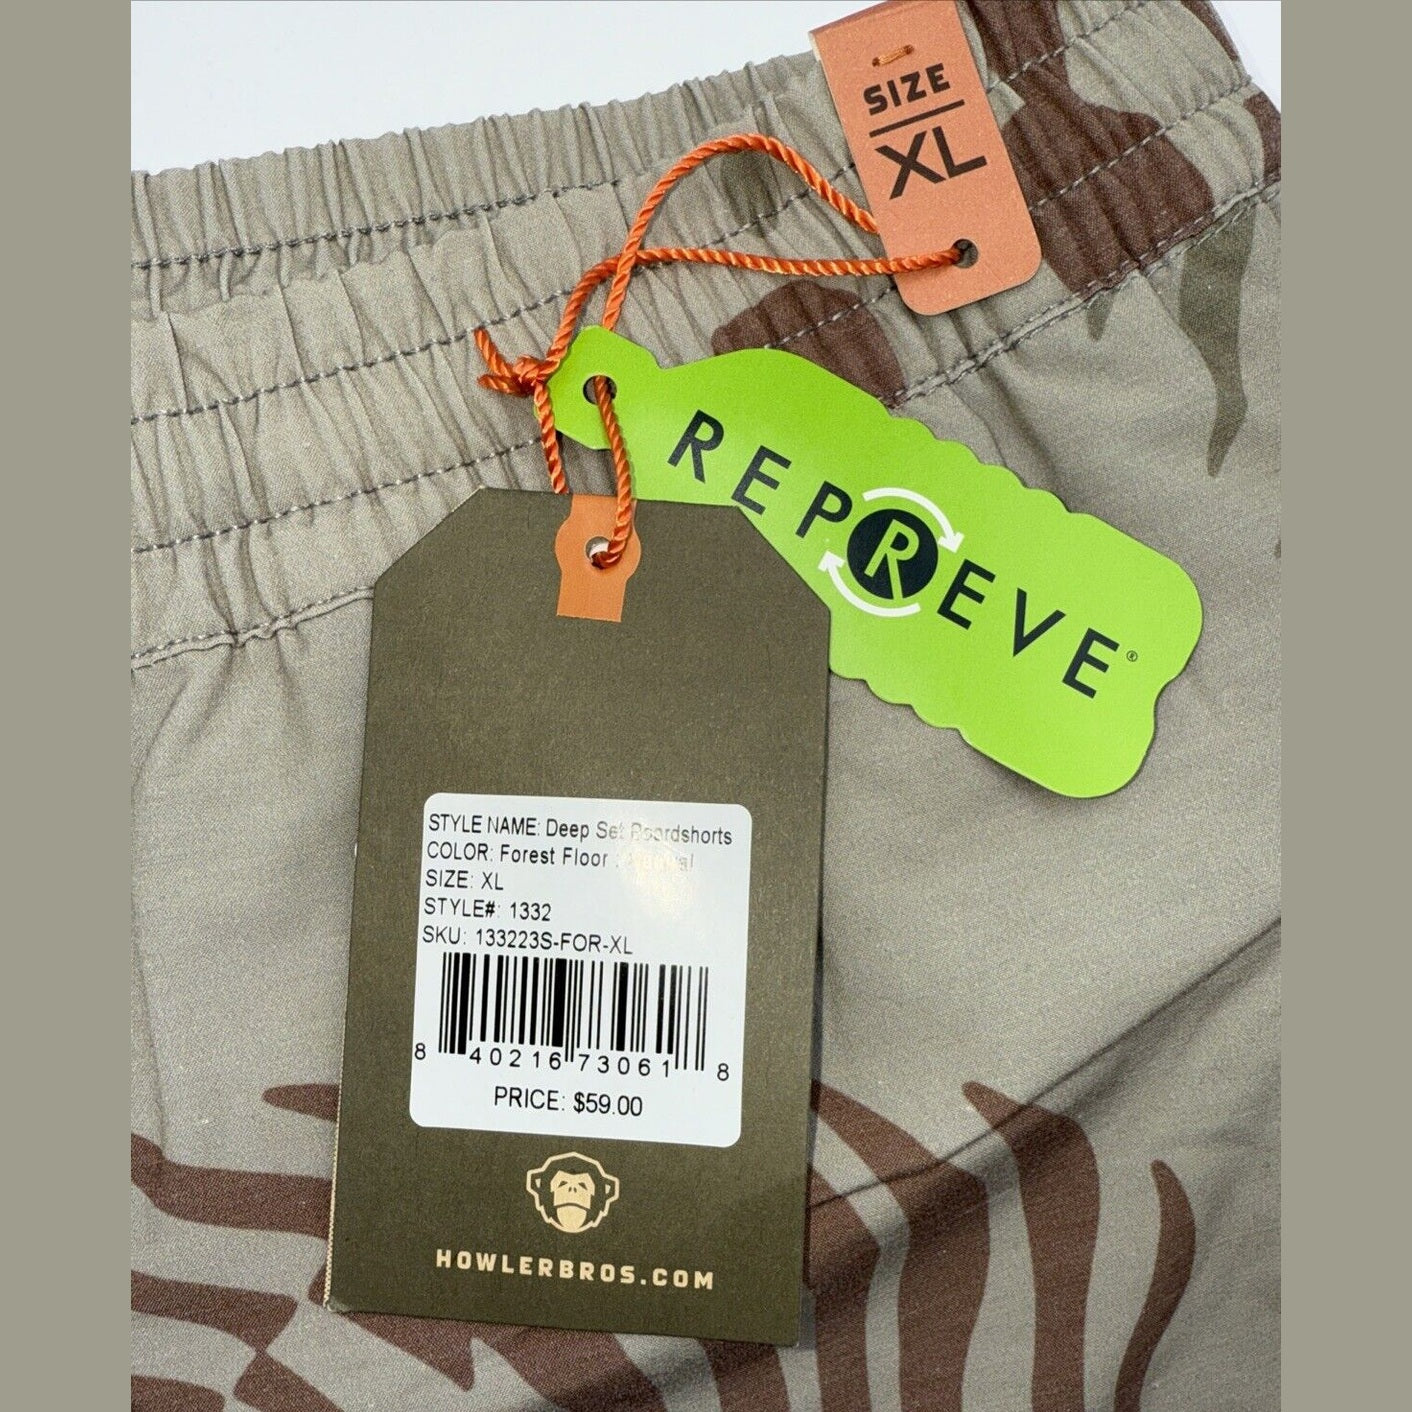 SIZE
XL
REPREVE®
STYLE NAME: Deep Set Boardshorts
COLOR: Forest Floor :
SIZE: XL
STYLE#: 1332
SKU: 133223S-FOR-XL
8 40216 73061 8
PRICE: $59.00
HOWLERBROS.COM